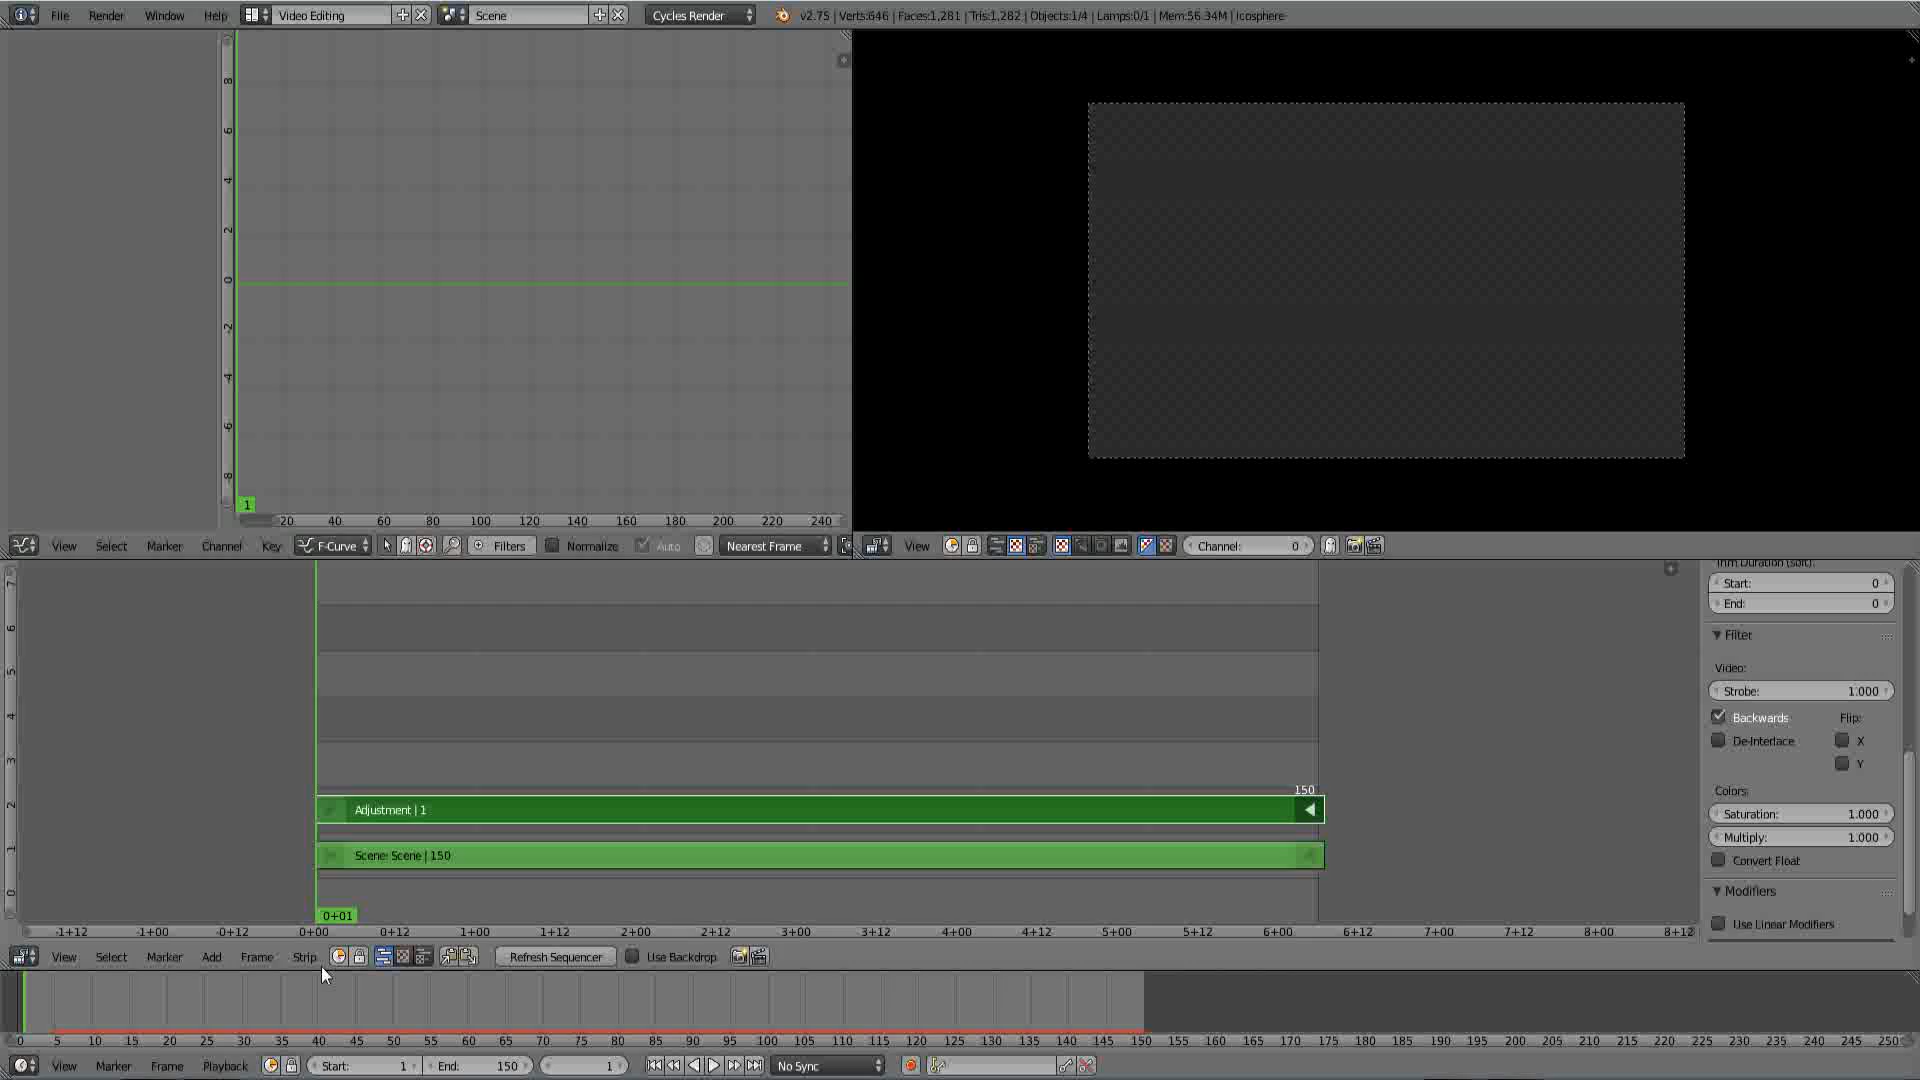 File Render Window Help Video Editing Scene Cycles Render v2.75 | Verts:646 | Faces:1,281 | Tris:1,282 | Objects:1/4 | Lamps:0/1 | Mem:56.34M | Icosphere
8
6
4
2
0
-2
-4
-6
-8
1
20 40 60 80 100 120 140 160 180 200 220 240
View Select Marker Channel Key F-Curve Filters Normalize Auto Nearest Frame
View Channel: 0
Trim Duration (soft):
Start: 0
End: 0
Filter
Video:
Strobe: 1.000
Backwards Flip:
De-Interlace X
Y
Colors:
Saturation: 1.000
Multiply: 1.000
Convert Float
Modifiers
Use Linear Modifiers
7
6
5
4
3
2
1
0
150
Adjustment | 1
Scene: Scene | 150
0+01
-1+12 -1+00 -0+12 0+00 0+12 1+00 1+12 2+00 2+12 3+00 3+12 4+00 4+12 5+00 5+12 6+00 6+12 7+00 7+12 8+00 8+12
View Select Marker Add Frame Strip Refresh Sequencer Use Backdrop
0 5 10 15 20 25 30 35 40 45 50 55 60 65 70 75 80 85 90 95 100 105 110 115 120 125 130 135 140 145 150 155 160 165 170 175 180 185 190 195 200 205 210 215 220 225 230 235 240 245 250
View Marker Frame Playback Start: 1 End: 150 1 No Sync